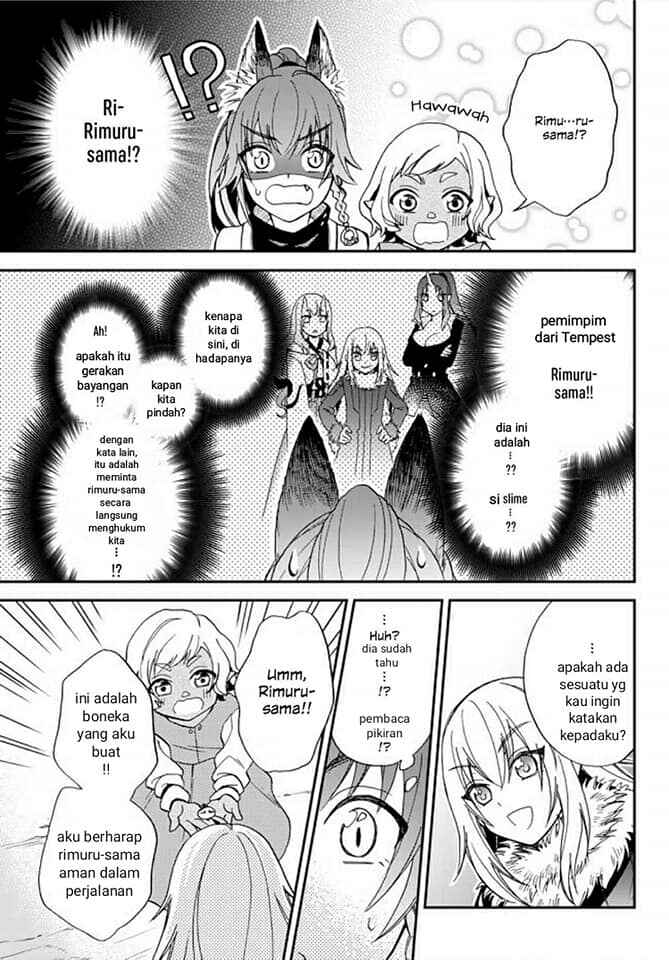 Rimu...ru-
sama!?
Hawawah
!?
Ri-
Rimuru-
sama!?
pemimpim
dari Tempest
Rimuru-
sama!!
dia ini
adalah
...
??
si slime
...
??
kenapa
kita di
sini, di
hadapanya
kapan
kita
pindah?
Ah!
apakah itu
gerakan
bayangan
!?
dengan
kata lain,
itu adalah
meminta
rimuru-sama
secara
langsung
menghukum
kita
...
!?
...
apakah ada
sesuatu yg
kau ingin
katakan
kepadaku?
...
Huh?
dia sudah
tahu
...
!?
pembaca
pikiran
!?
Umm,
Rimuru-
sama!!
ini adalah
boneka
yang aku
buat
!!
aku berharap
rimuru-sama
aman dalam
perjalanan